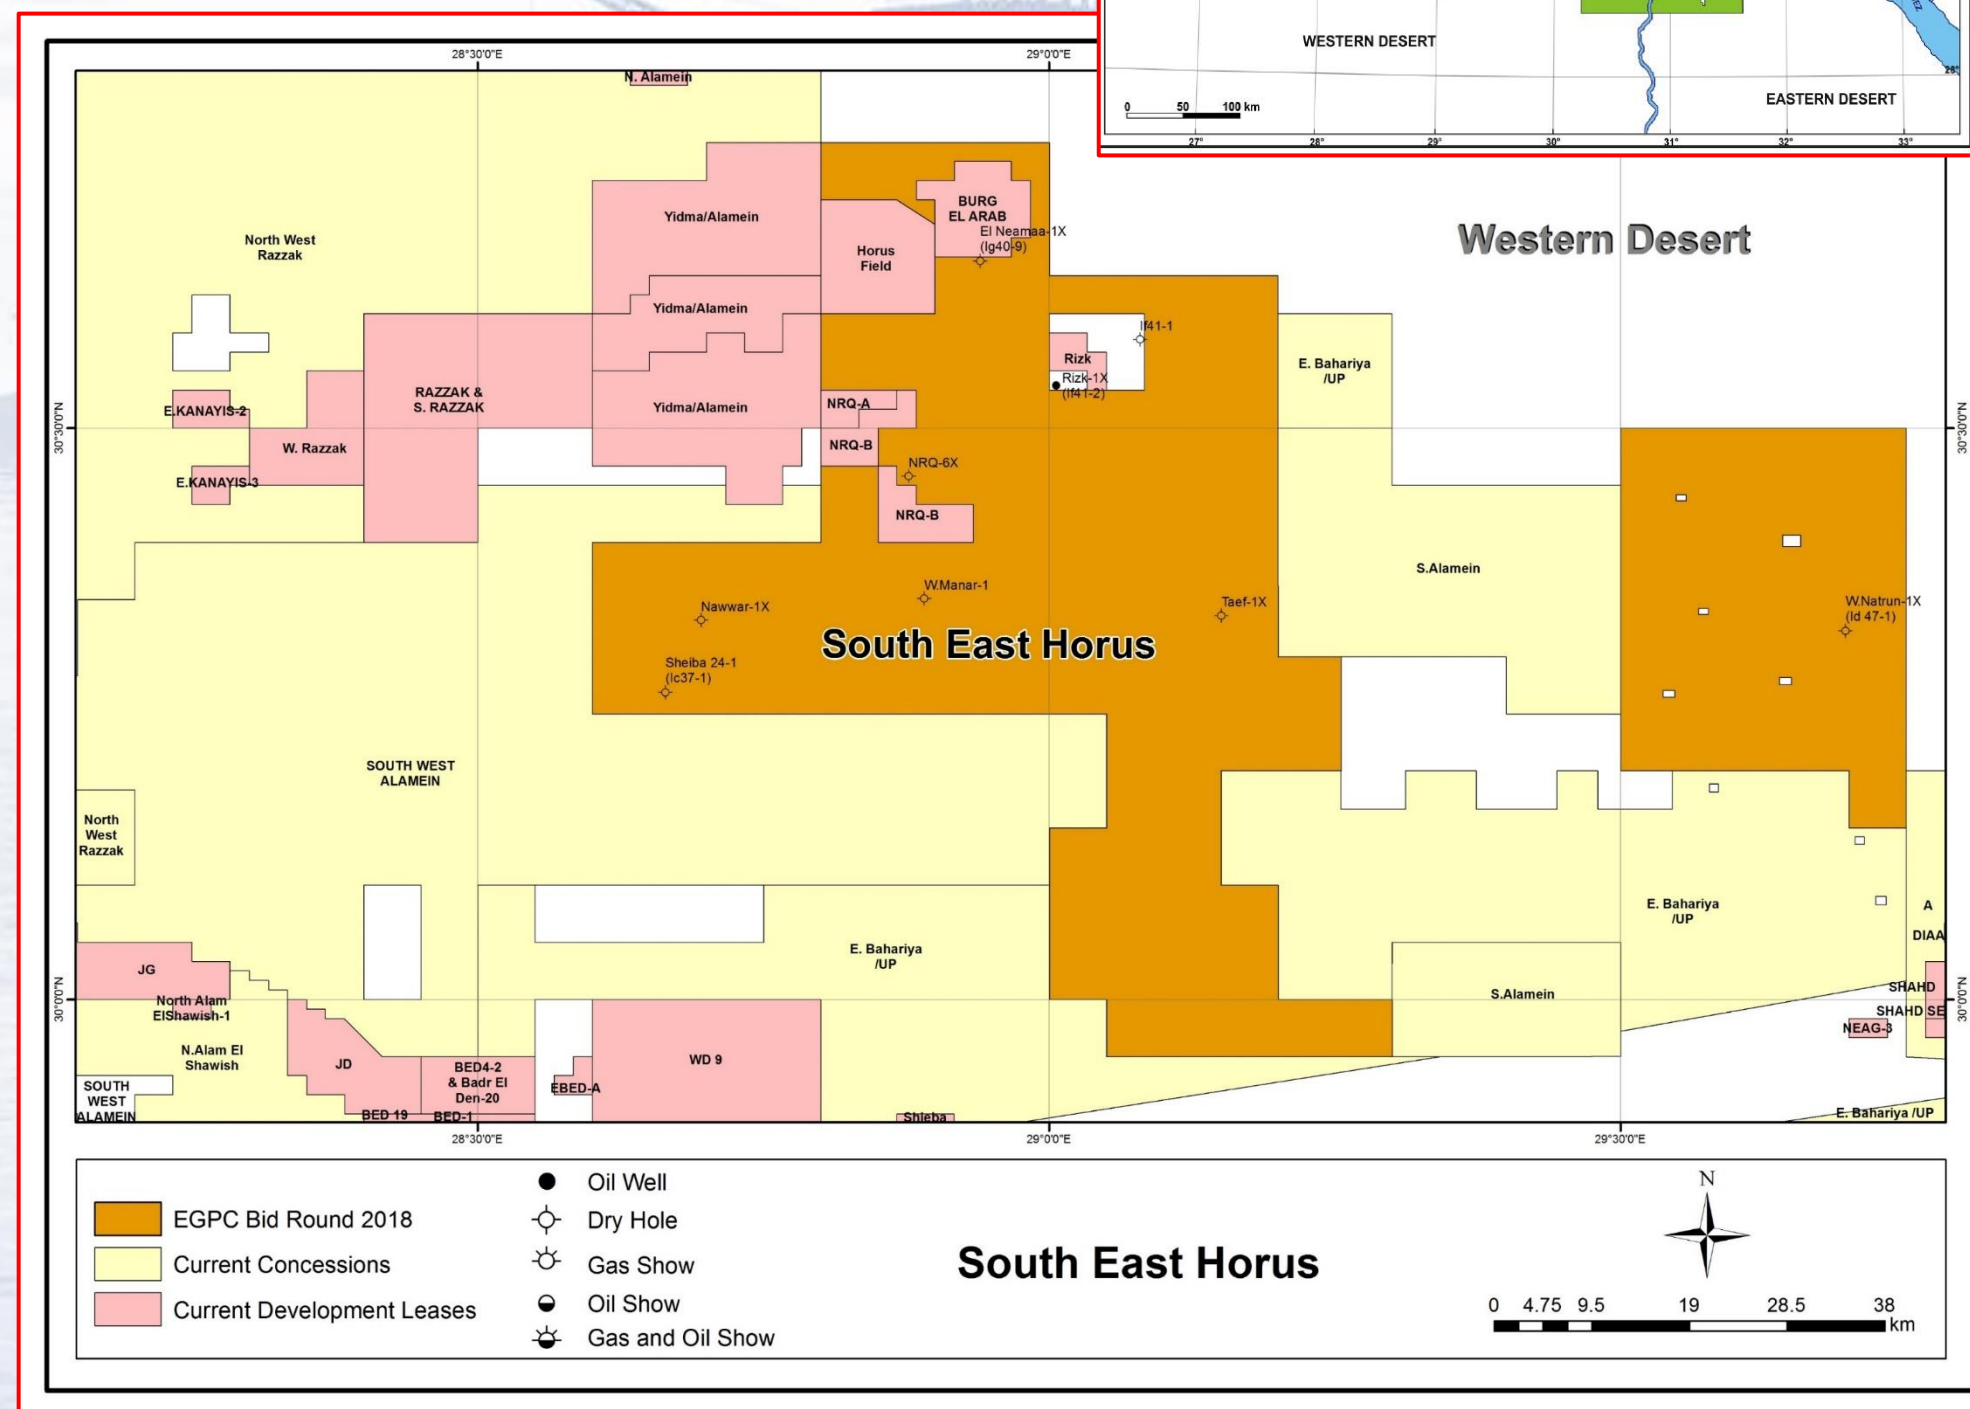 WESTERN DESERT
EASTERN DESERT
0 50 100 km
27° 28° 29° 30° 31° 32° 33°
28°
28°30'0"E
29°0'0"E
N. Alamein
Western Desert
North West
Razzak
Yidma/Alamein
BURG
EL ARAB
El Neamaa-1X
(Ig40-9)
Horus
Field
Yidma/Alamein
If41-1
Rizk
Rizk-1X
(If41-2)
E. Bahariya
/UP
RAZZAK &
S. RAZZAK
Yidma/Alamein
NRQ-A
E.KANAYIS-2
30°30'0"N
30°30'0"N
W. Razzak
NRQ-B
NRQ-6X
E.KANAYIS-3
NRQ-B
S.Alamein
W.Manar-1
Nawwar-1X
Taef-1X
W.Natrun-1X
(Id 47-1)
South East Horus
Sheiba 24-1
(Ic37-1)
SOUTH WEST
ALAMEIN
North
West
Razzak
E. Bahariya
/UP
E. Bahariya
/UP
A
DIAA
JG
North Alam
ElShawish-1
30°0'0"N
30°0'0"N
S.Alamein
SHAHD
SHAHD SE
NEAG-3
N.Alam El
Shawish
JD
BED4-2
& Badr El
Den-20
EBED-A
WD 9
SOUTH
WEST
ALAMEIN
BED 19
BED-1
Shieba
E. Bahariya /UP
28°30'0"E
29°0'0"E
29°30'0"E
EGPC Bid Round 2018
Current Concessions
Current Development Leases
Oil Well
Dry Hole
Gas Show
Oil Show
Gas and Oil Show
South East Horus
N
0 4.75 9.5 19 28.5 38
km